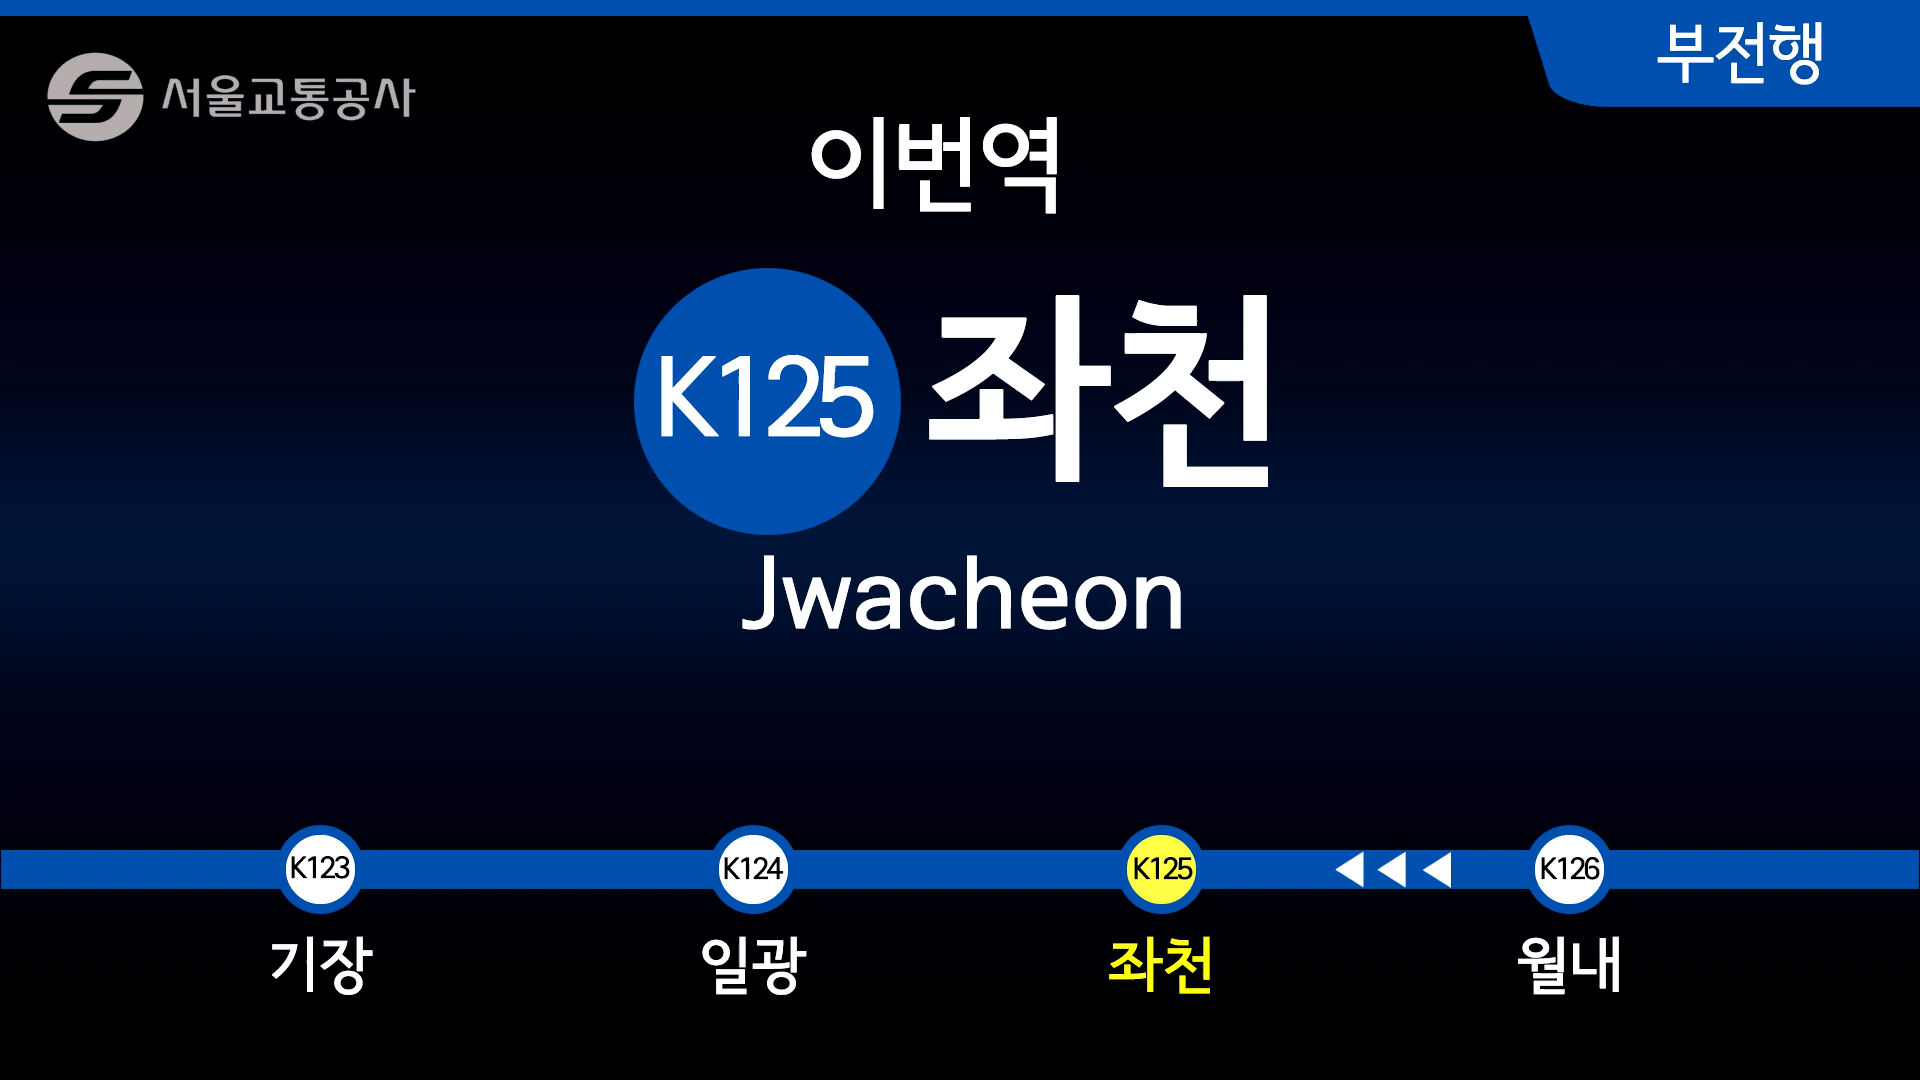 서울교통공사
부전행
이번역
K125 좌천
Jwacheon
K123 K124 K125 K126
기장 일광 좌천 월내